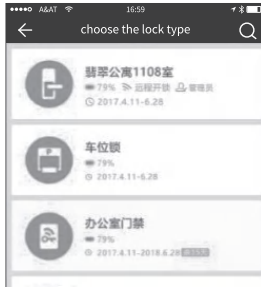 A&AT 16:59
choose the lock type
翡翠公寓1108室
79% 远程开锁 管理员
2017.4.11-6.28
车位锁
79%
2017.4.11-6.28
办公室门禁
79%
2017.4.11-2018.6.28